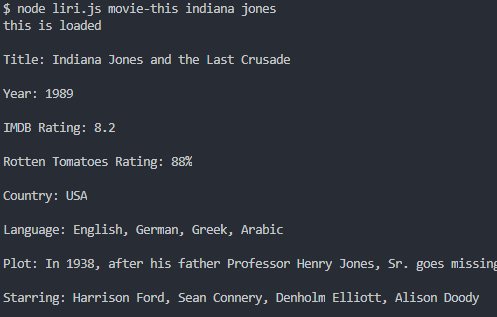 $ node liri.js movie-this indiana jones
this is loaded
Title: Indiana Jones and the Last Crusade
Year: 1989
IMDB Rating: 8.2
Rotten Tomatoes Rating: 88%
Country: USA
Language: English, German, Greek, Arabic
Plot: In 1938, after his father Professor Henry Jones, Sr. goes missing
Starring: Harrison Ford, Sean Connery, Denholm Elliott, Alison Doody